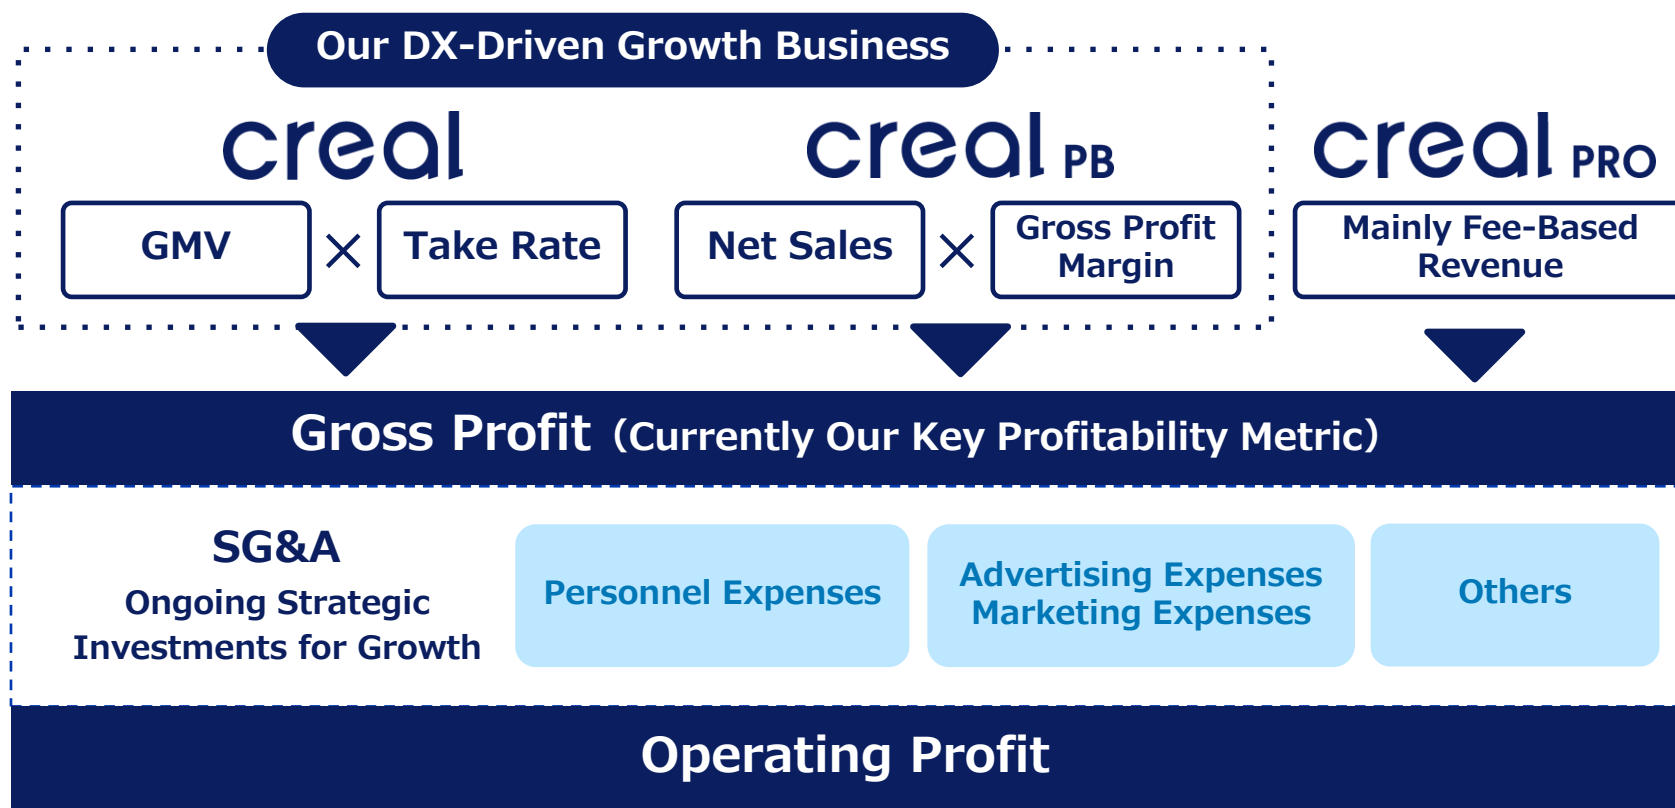 Our DX-Driven Growth Business
creal
creal PB
creal PRO
GMV
×
Take Rate
Net Sales
×
Gross Profit
Margin
Mainly Fee-Based
Revenue
Gross Profit (Currently Our Key Profitability Metric)
SG&A
Ongoing Strategic
Investments for Growth
Personnel Expenses
Advertising Expenses
Marketing Expenses
Others
Operating Profit